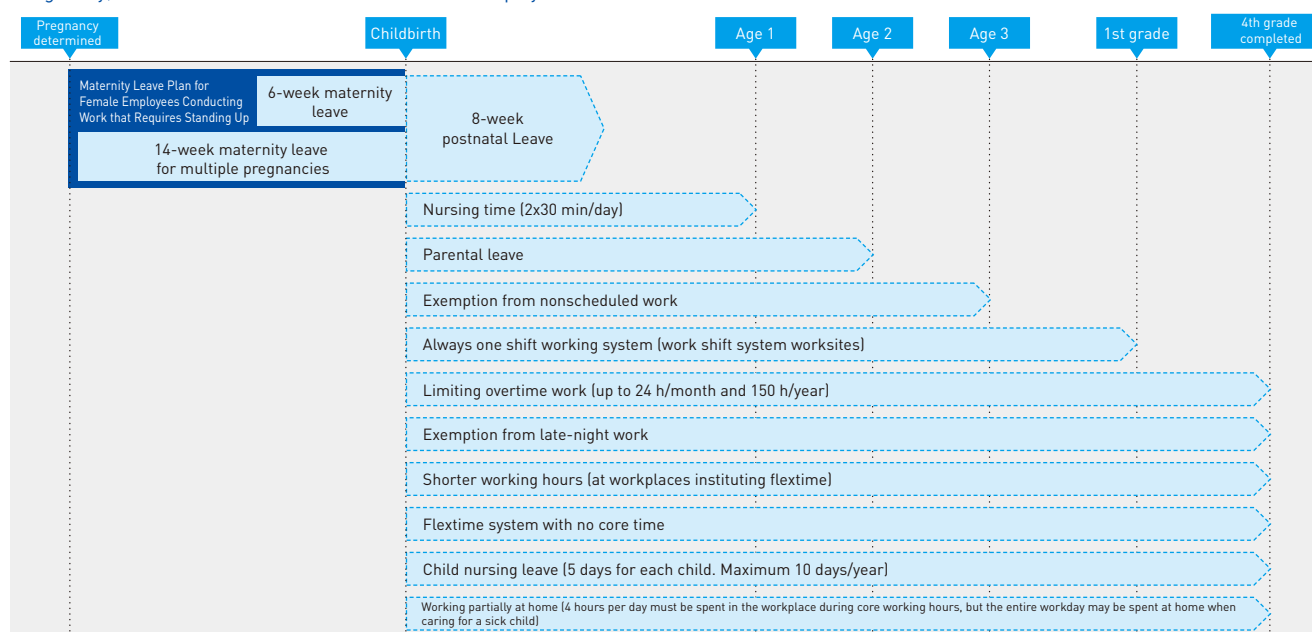 Pregnancy
determined
Childbirth
Age 1
Age 2
Age 3
1st grade
4th grade
completed
Maternity Leave Plan for
Female Employees Conducting
Work that Requires Standing Up
6-week maternity
leave
14-week maternity leave
for multiple pregnancies
8-week
postnatal Leave
Nursing time (2x30 min/day)
Parental leave
Exemption from nonscheduled work
Always one shift working system (work shift system worksites)
Limiting overtime work (up to 24 h/month and 150 h/year)
Exemption from late-night work
Shorter working hours (at workplaces instituting flextime)
Flextime system with no core time
Child nursing leave (5 days for each child. Maximum 10 days/year)
Working partially at home (4 hours per day must be spent in the workplace during core working hours, but the entire workday may be spent at home when
caring for a sick child)